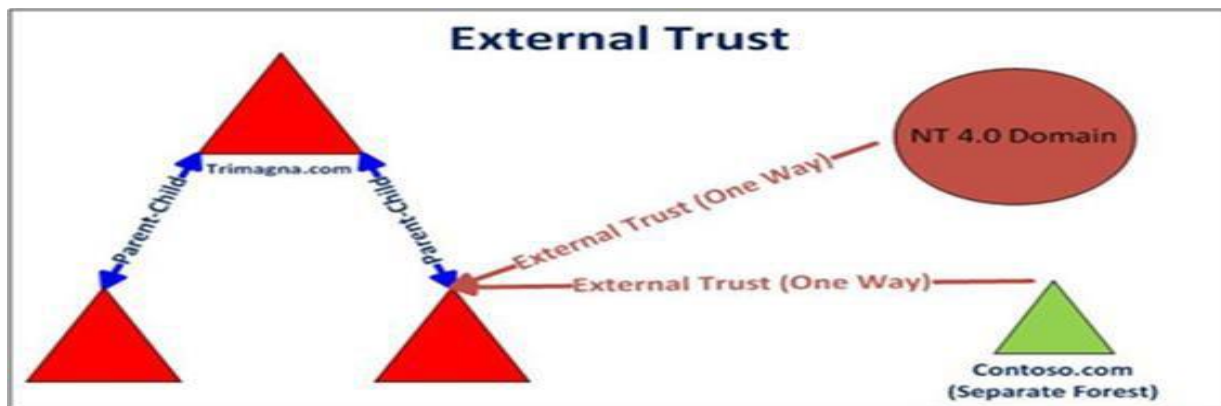 External Trust
NT 4.0 Domain
Trimagna.com
Parent-Child
Parent-Child
External Trust (One Way)
External Trust (One Way)
Contoso.com
(Separate Forest)